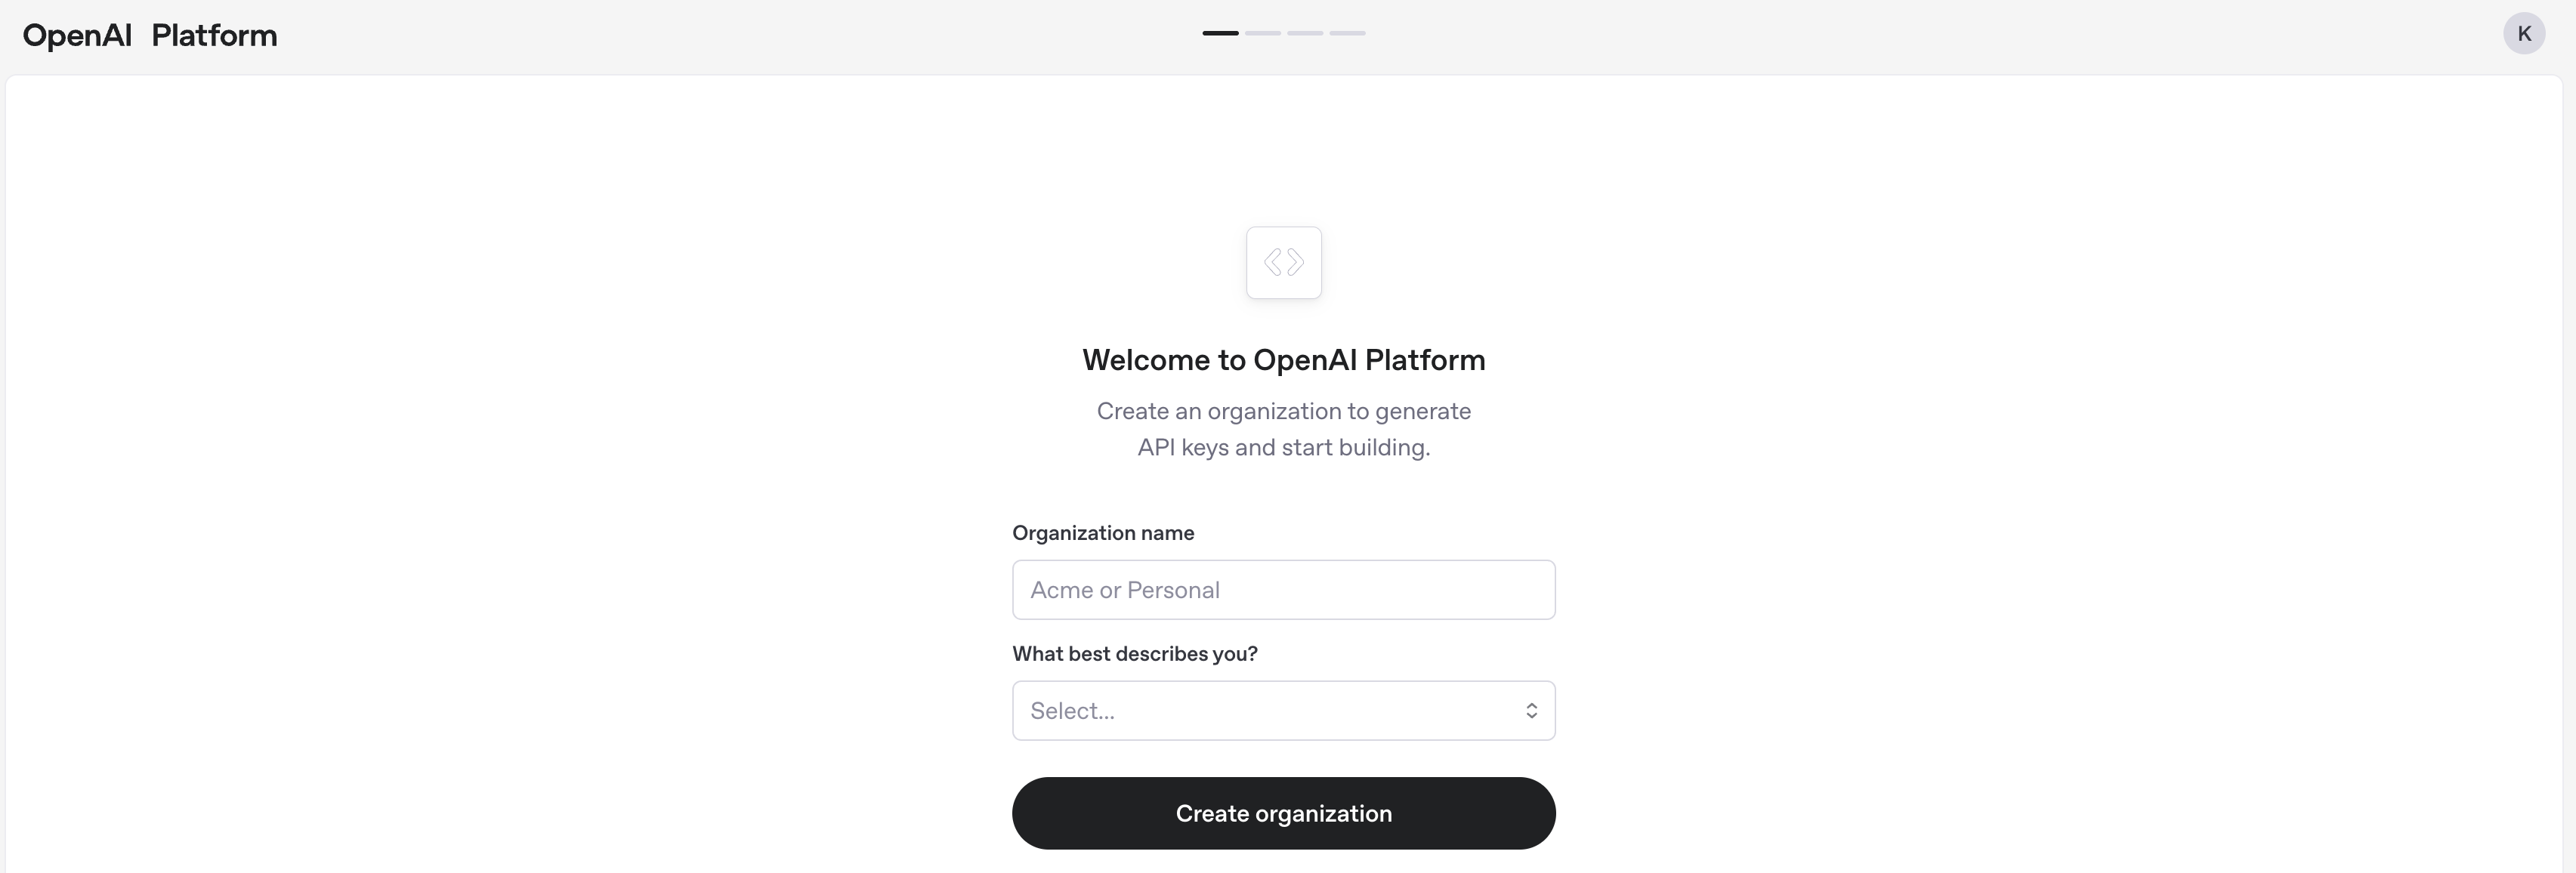 OpenAI Platform
K
Welcome to OpenAI Platform
Create an organization to generate
API keys and start building.
Organization name
Acme or Personal
What best describes you?
Select...
Create organization